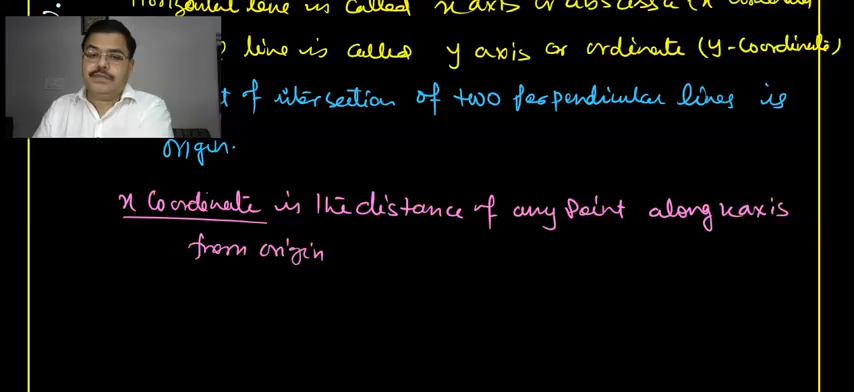 Horizontal line is called x axis or abscissa (x coordinate
line is called y axis or ordinate (y-coordinate)
of intersection of two perpendicular lines is
origin.
x Coordinate is the distance of any point along x axis
from origin